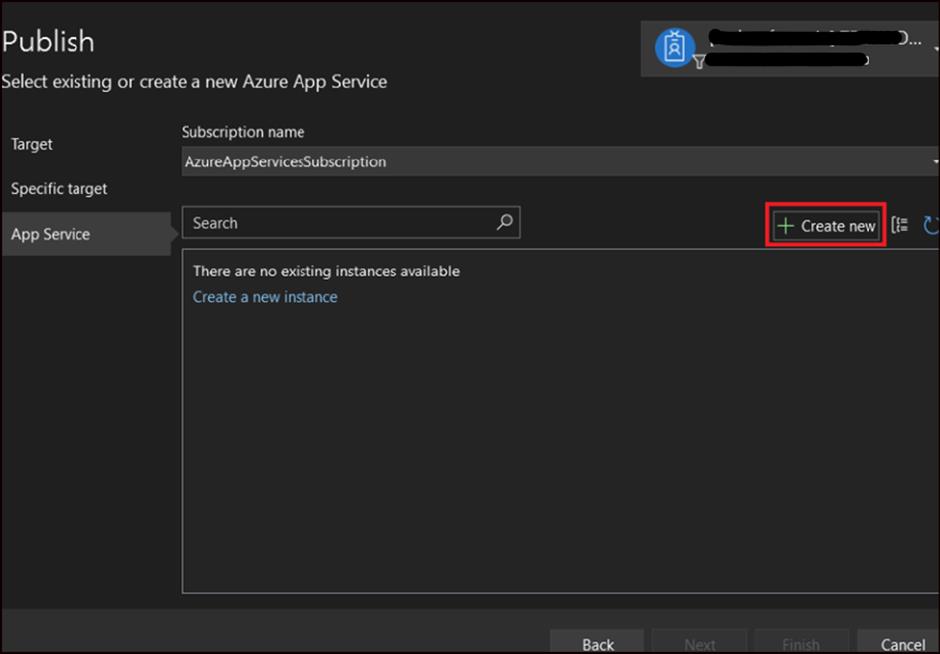 Publish
Select existing or create a new Azure App Service
Target
Specific target
App Service
Subscription name
AzureAppServicesSubscription
Search
Create new
There are no existing instances available
Create a new instance
Back
Next
Finish
Cancel